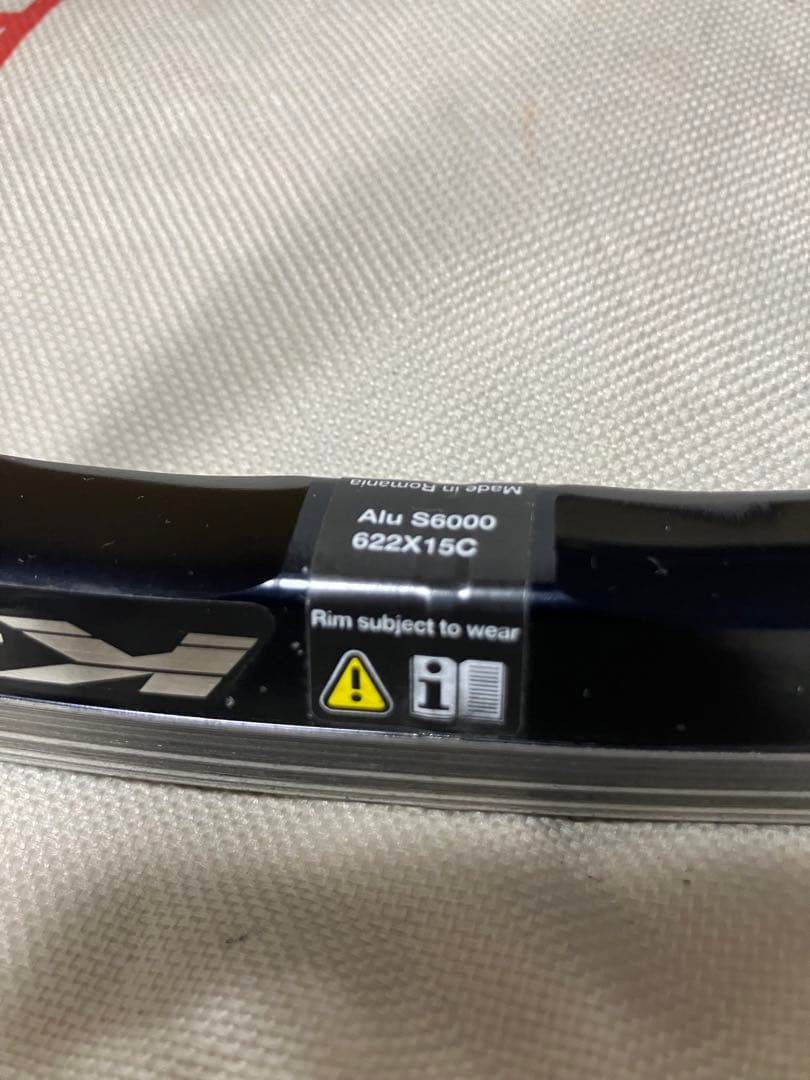 Made in Romania
Alu S6000
622X15C
Rim subject to wear